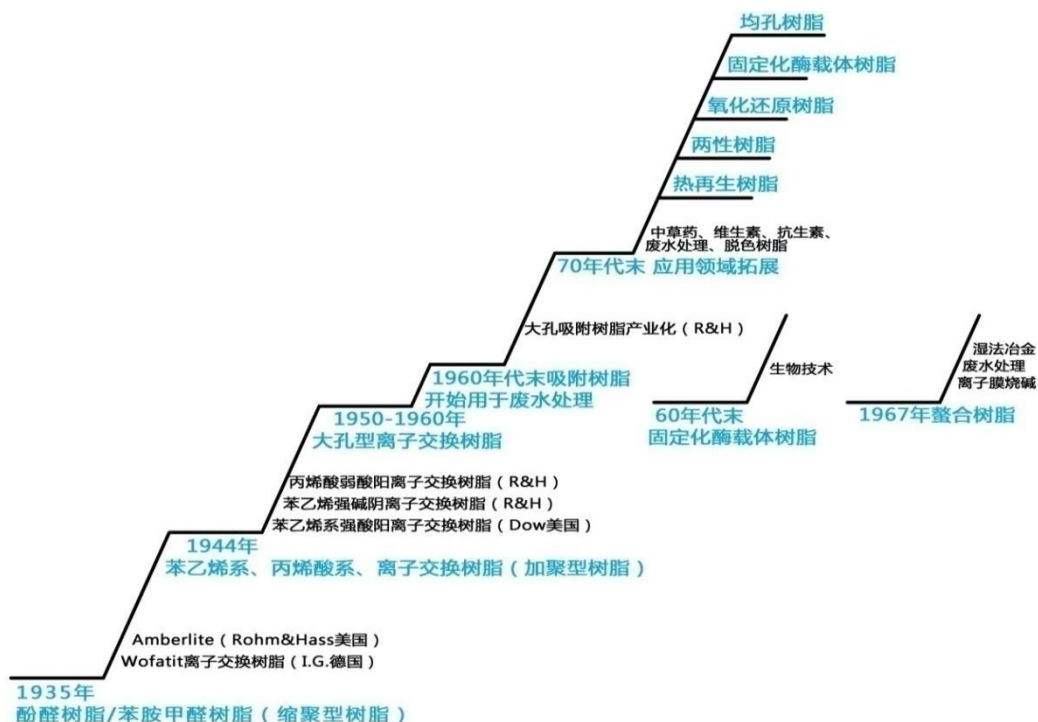 均孔树脂
固定化酶载体树脂
氧化还原树脂
两性树脂
热再生树脂
中草药、维生素、抗生素、
废水处理、脱色树脂
70年代末 应用领域拓展
大孔吸附树脂产业化（R&H）
1960年代末吸附树脂
开始用于废水处理
生物技术
60年代末
固定化酶载体树脂
湿法冶金
废水处理
离子膜烧碱
1967年螯合树脂
1950-1960年
大孔型离子交换树脂
丙烯酸弱酸阳离子交换树脂（R&H）
苯乙烯强碱阴离子交换树脂（R&H）
苯乙烯系强酸阳离子交换树脂（Dow美国）
1944年
苯乙烯系、丙烯酸系、离子交换树脂（加聚型树脂）
Amberlite（Rohm&Hass美国）
Wofatit离子交换树脂（I.G.德国）
1935年
酚醛树脂/苯胺甲醛树脂（缩聚型树脂）